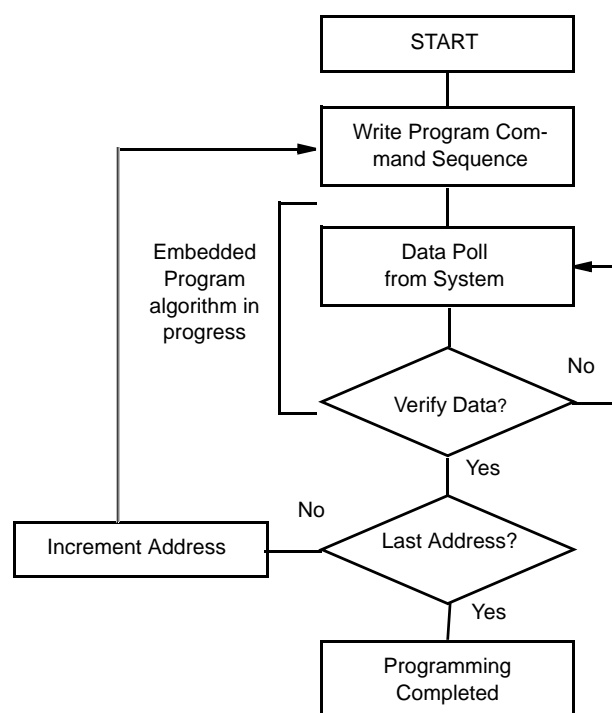 START
Write Program Com-
mand Sequence
Data Poll
from System
Embedded
Program
algorithm in
progress
Verify Data?
No
Yes
Last Address?
No
Increment Address
Yes
Programming
Completed